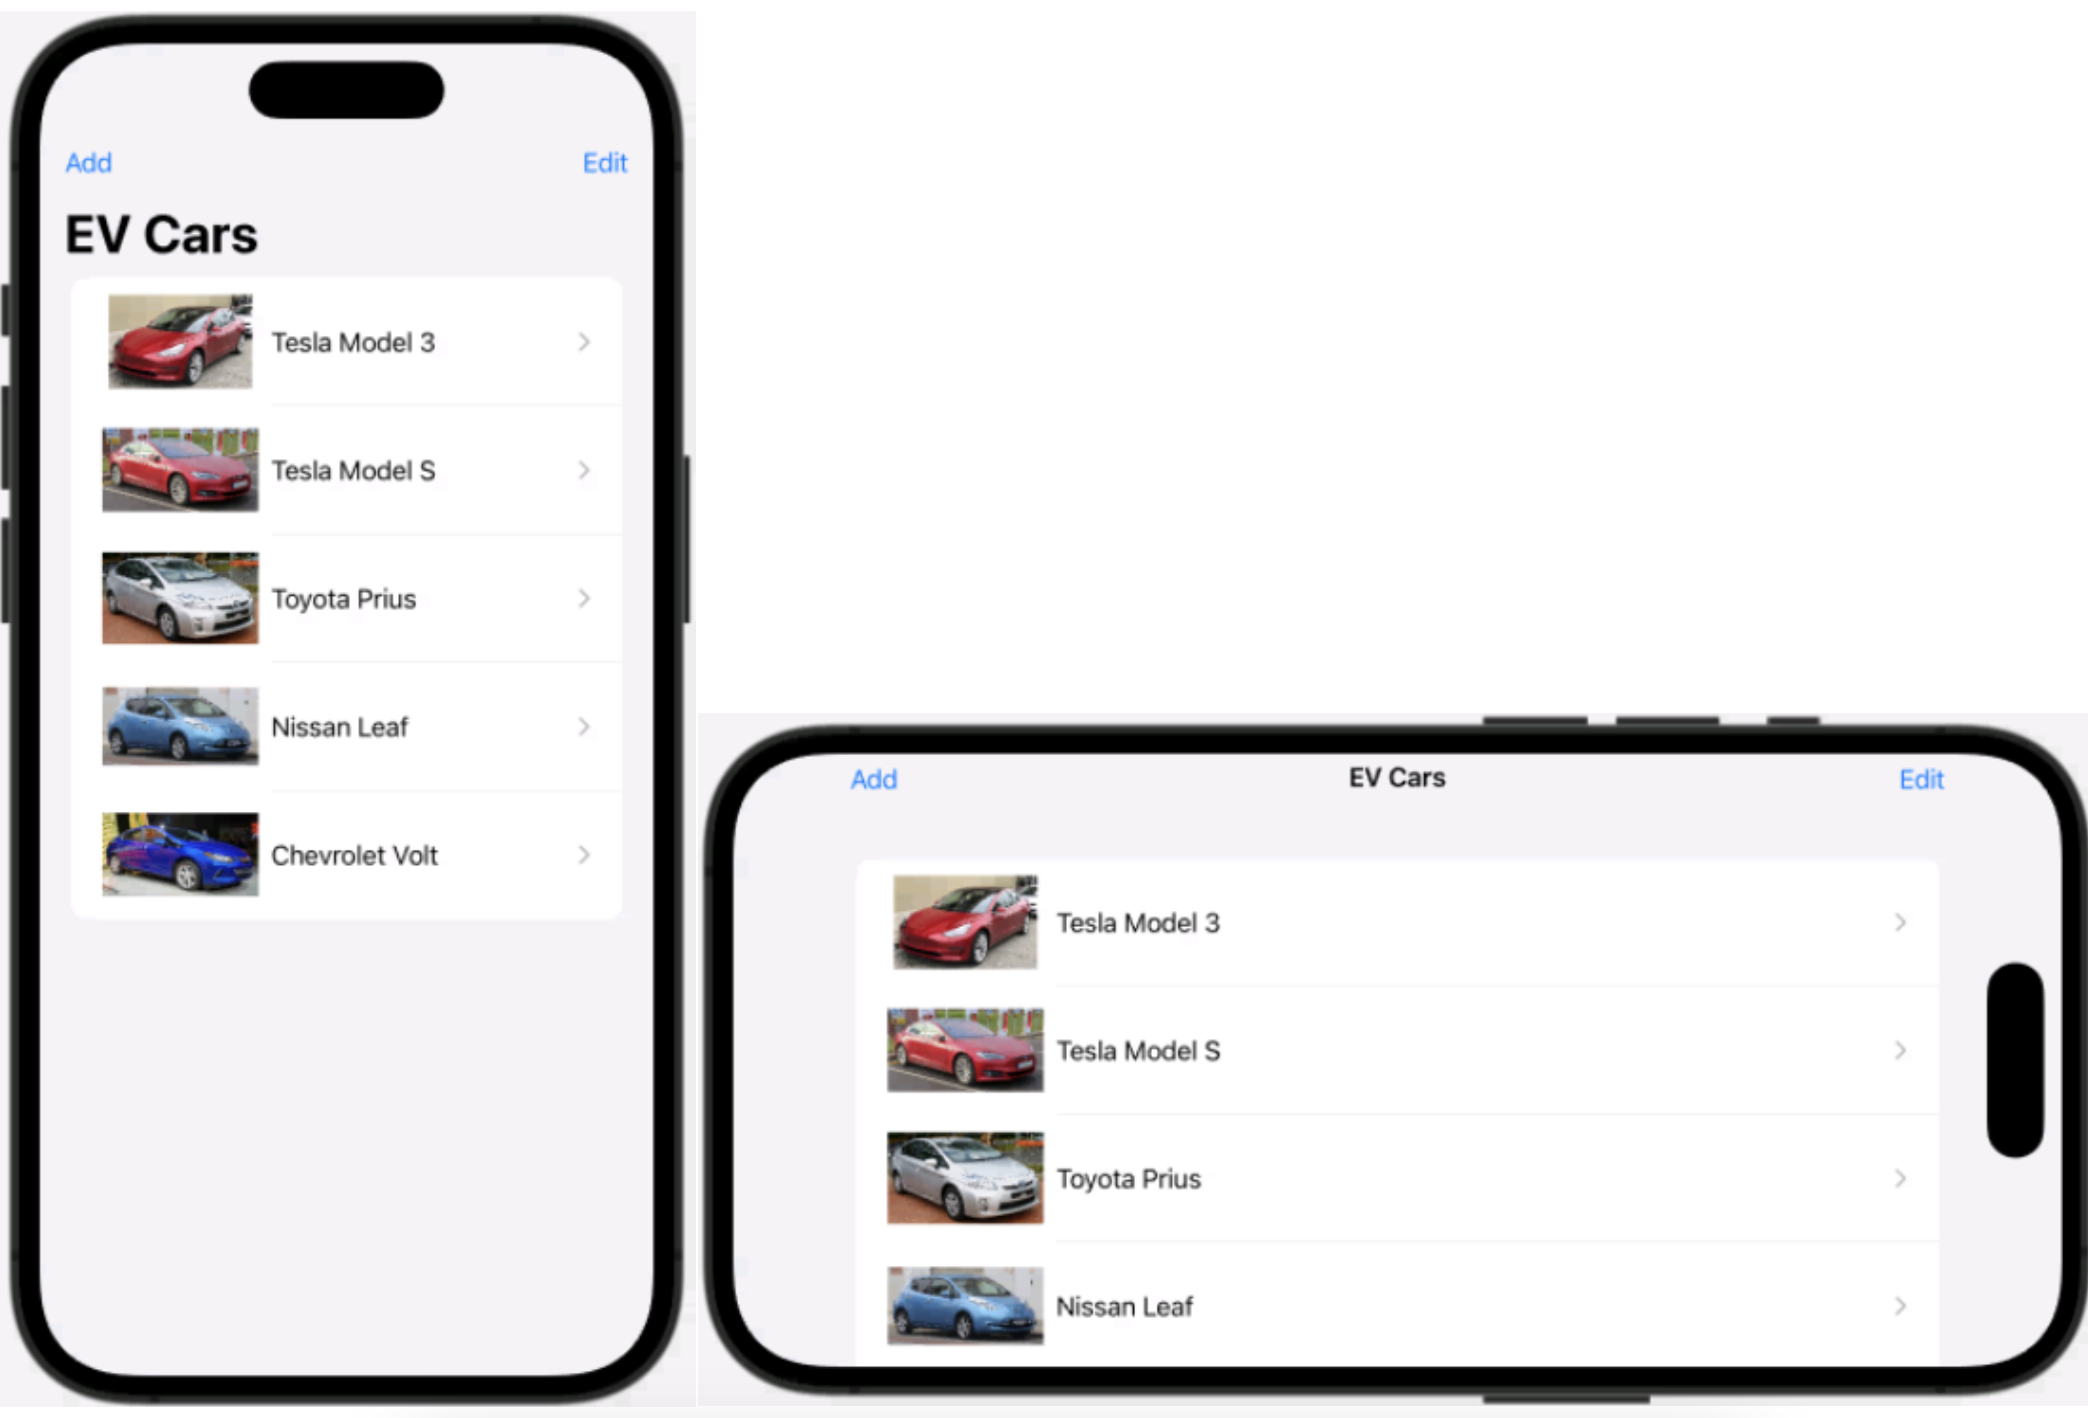 Add
Edit
EV Cars
Tesla Model 3
Tesla Model S
Toyota Prius
Nissan Leaf
Chevrolet Volt
Add
EV Cars
Edit
Tesla Model 3
Tesla Model S
Toyota Prius
Nissan Leaf